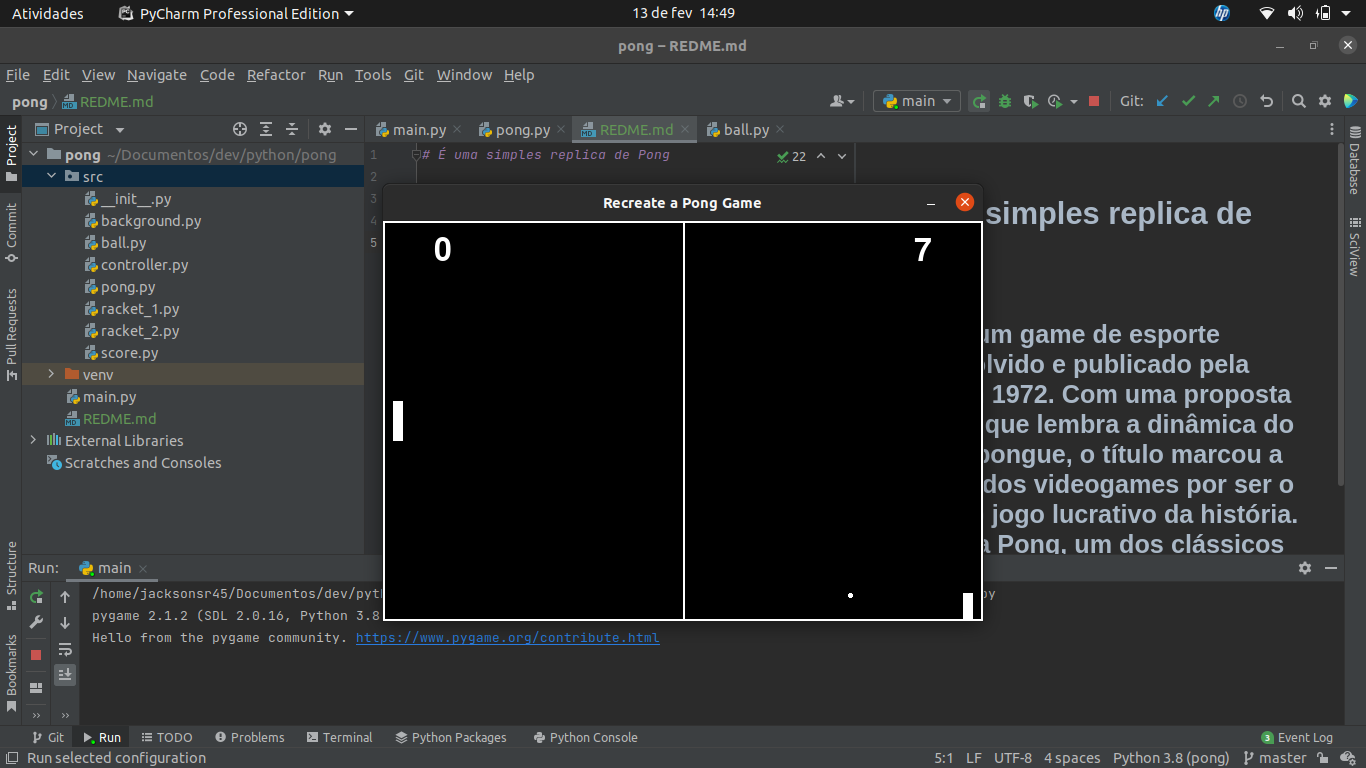 Atividades PyCharm Professional Edition 13 de fev 14:49 hp
pong – REDME.md
File Edit View Navigate Code Refactor Run Tools Git Window Help
pong REDME.md main Git:
Project main.py pong.py REDME.md ball.py
pong ~/Documentos/dev/python/pong
src
__init__.py
background.py
ball.py
controller.py
pong.py
racket_1.py
racket_2.py
score.py
venv
main.py
REDME.md
External Libraries
Scratches and Consoles
1 # É uma simples replica de Pong 22
2
3
4
5
simples replica de
um game de esporte
e publicado pela
1972. Com uma proposta
que lembra a dinâmica do
o título marcou a
dos videogames por ser o
jogo lucrativo da história.
Pong, um dos clássicos
Recreate a Pong Game
0 7
Project
Commit
Pull Requests
Structure
Bookmarks
Database
SciView
Run: main
/home/jacksonsr45/Documentos/dev/pyth
pygame 2.1.2 (SDL 2.0.16, Python 3.8
Hello from the pygame community. https://www.pygame.org/contribute.html
Git Run TODO Problems Terminal Python Packages Python Console 3 Event Log
Run selected configuration 5:1 LF UTF-8 4 spaces Python 3.8 (pong) master